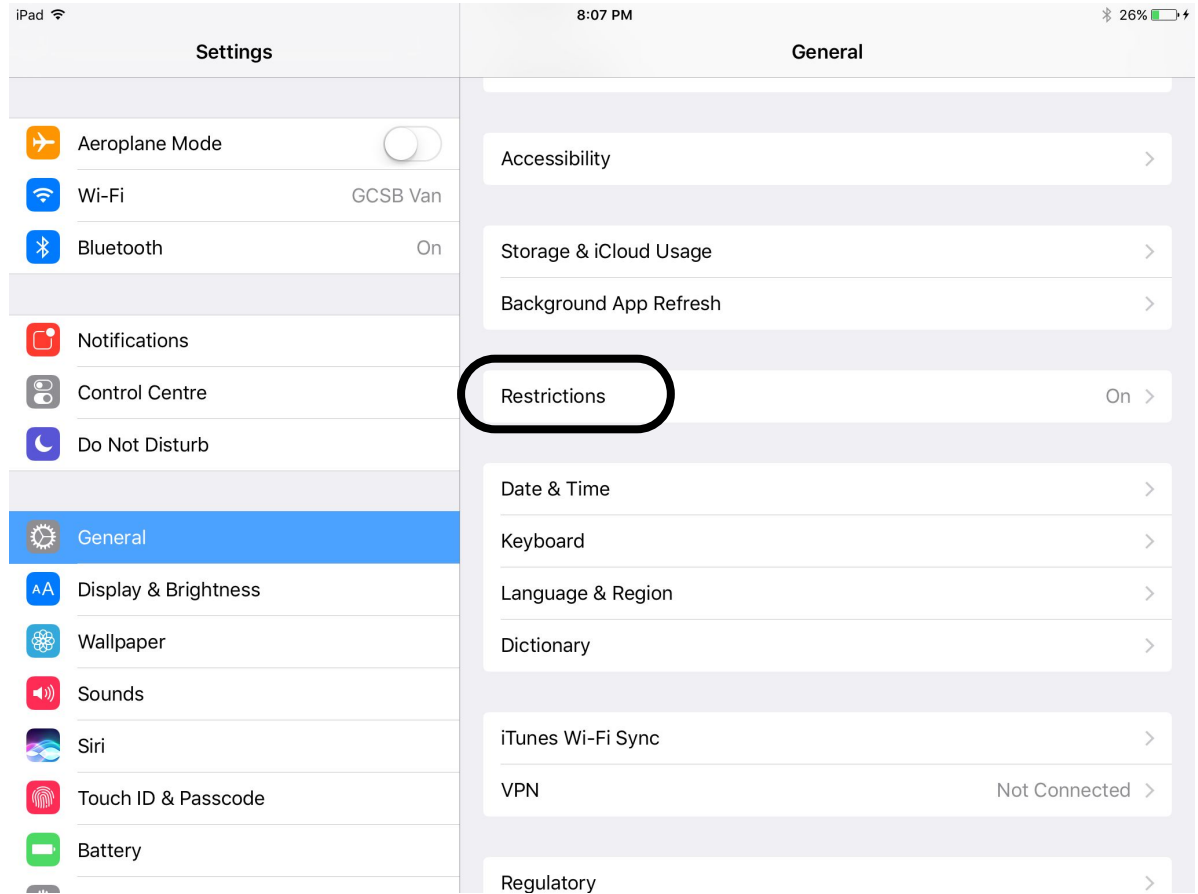 iPad 8:07 PM 26%
Settings
Aeroplane Mode
Wi-Fi GCSB Van
Bluetooth On
Notifications
Control Centre
Do Not Disturb
General
AA Display & Brightness
Wallpaper
Sounds
Siri
Touch ID & Passcode
Battery
General
Accessibility
Storage & iCloud Usage
Background App Refresh
Restrictions On
Date & Time
Keyboard
Language & Region
Dictionary
iTunes Wi-Fi Sync
VPN Not Connected
Regulatory